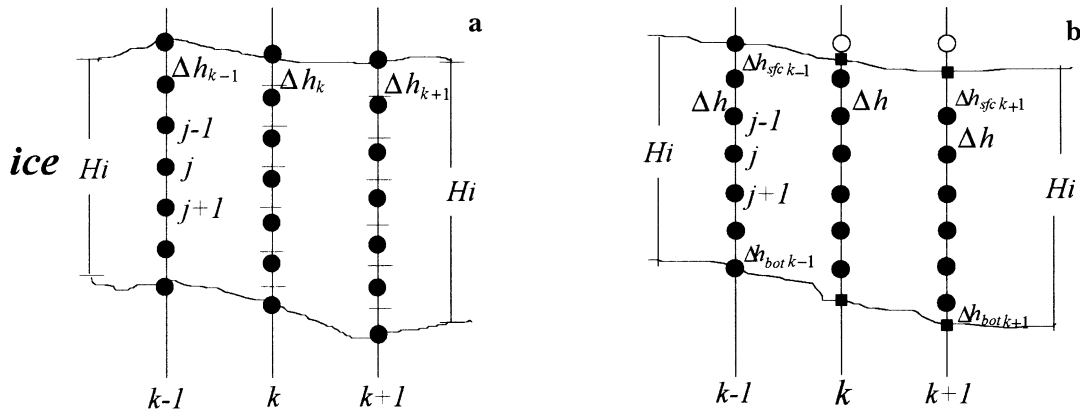 a
Δh_{k-1}
Δh_k
Δh_{k+1}
j-1
ice
Hi
j
Hi
j+1
k-1
k
k+1
b
Δh_{sfc k-1}
Δh
Δh
Δh_{sfc k+1}
j-1
Hi
j
Δh
Hi
j+1
Δh_{bot k-1}
Δh_{bot k+1}
k-1
k
k+1